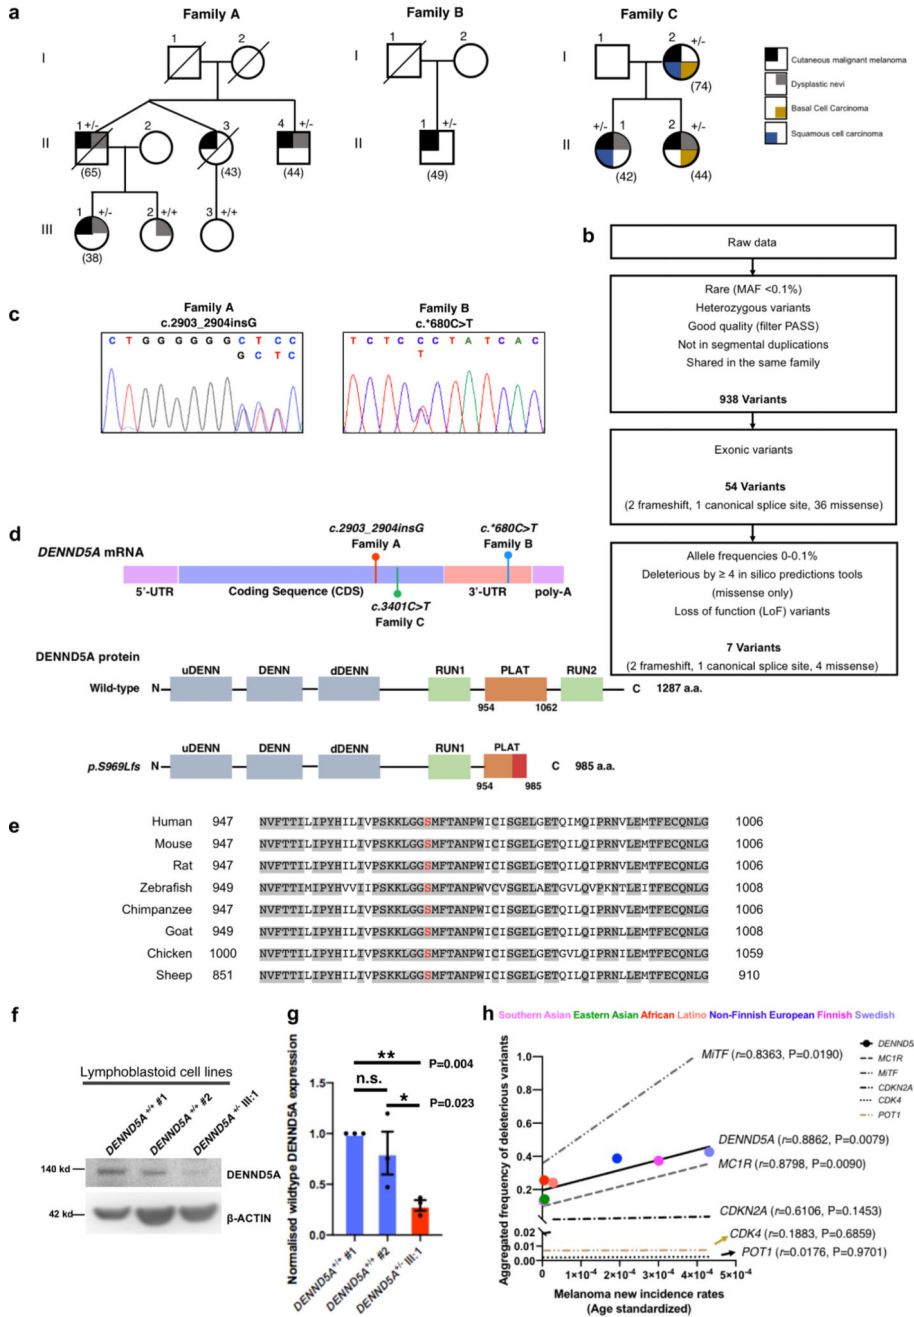 a
Family A
Family B
Family C
I
1
2
II
1 +/-
2
3
4 +/-
(65)
(43)
(44)
III
1 +/-
2 +/+
3 +/+
(38)
I
1
2
II
1
(49)
I
1
2 +/-
(74)
II
+/- 1
2 +/-
(42)
(44)
Cutaneous malignant melanoma
Dysplastic nevi
Basal Cell Carcinoma
Squamous cell carcinoma
b
Raw data
Rare (MAF <0.1%)
Heterozygous variants
Good quality (filter PASS)
Not in segmental duplications
Shared in the same family
938 Variants
Exonic variants
54 Variants
(2 frameshift, 1 canonical splice site, 36 missense)
Allele frequencies 0-0.1%
Deleterious by ≥ 4 in silico predictions tools
(missense only)
Loss of function (LoF) variants
7 Variants
(2 frameshift, 1 canonical splice site, 4 missense)
c
Family A
c.2903_2904insG
C T G G G G G G C T C C
G C T C
Family B
c.*680C>T
T C T C C C T A T C A C
T
d
DENND5A mRNA
c.2903_2904insG
Family A
c.*680C>T
Family B
5'-UTR
Coding Sequence (CDS)
3'-UTR
poly-A
c.3401C>T
Family C
DENND5A protein
Wild-type
N
uDENN
DENN
dDENN
RUN1
PLAT
RUN2
C
1287 a.a.
954
1062
p.S969Lfs
N
uDENN
DENN
dDENN
RUN1
PLAT
C
985 a.a.
954
985
e
Human 947 NVFTTILIPYHILIVPSKKLGGSMFTANPWICISGELGETQIMQIPRNVLEMTFECQNLG 1006
Mouse 947 NVFTTILIPYHILIVPSKKLGGSMFTANPWICISGELGETQILQIPRNVLEMTFECQNLG 1006
Rat 947 NVFTTILIPYHILIVPSKKLGGSMFTANPWICISGELGETQILQIPRNVLEMTFECQNLG 1006
Zebrafish 949 NVFTTIMIPYHVVIIPSKKLGGSMFTANPWVCVSGELAETGVLQVPKNTLEITFECQNLG 1008
Chimpanzee 947 NVFTTILIPYHILIVPSKKLGGSMFTANPWICISGELGETQILQIPRNVLEMTFECQNLG 1006
Goat 949 NVFTTILIPYHILIVPSKKLGGSMFTANPWICISGELGETQILQIPRNLLEMTFECQNLG 1008
Chicken 1000 NVFTTILIPYHILIVPSKKLGGSMFTANPWICISGELGETGVLQIPRNVLEMTFECQNLG 1059
Sheep 851 NVFTTILIPYHILIVPSKKLGGSMFTANPWICISGELGETQILQIPRNLLEMTFECQNLG 910
f
Lymphoblastoid cell lines
DENND5A+/+ #1
DENND5A+/+ #2
DENND5A+/- III:1
140 kd
DENND5A
42 kd
β-ACTIN
g
Normalised wildtype DENND5A expression
1.5
1.0
0.5
0.0
**
P=0.004
n.s.
*
P=0.023
DENND5A+/+ #1
DENND5A+/+ #2
DENND5A+/- III:1
h
Southern Asian Eastern Asian African Latino Non-Finnish European Finnish Swedish
Aggregated frequency of deleterious variants
1.0
0.8
0.6
0.4
0.2
0.02
0.01
0.00
0
1×10⁻⁴
2×10⁻⁴
3×10⁻⁴
4×10⁻⁴
5×10⁻⁴
Melanoma new incidence rates
(Age standardized)
MiTF (r=0.8363, P=0.0190)
DENND5A (r=0.8862, P=0.0079)
MC1R (r=0.8798, P=0.0090)
CDKN2A (r=0.6106, P=0.1453)
CDK4 (r=0.1883, P=0.6859)
POT1 (r=0.0176, P=0.9701)
DENND5
MC1R
MiTF
CDKN2A
CDK4
POT1